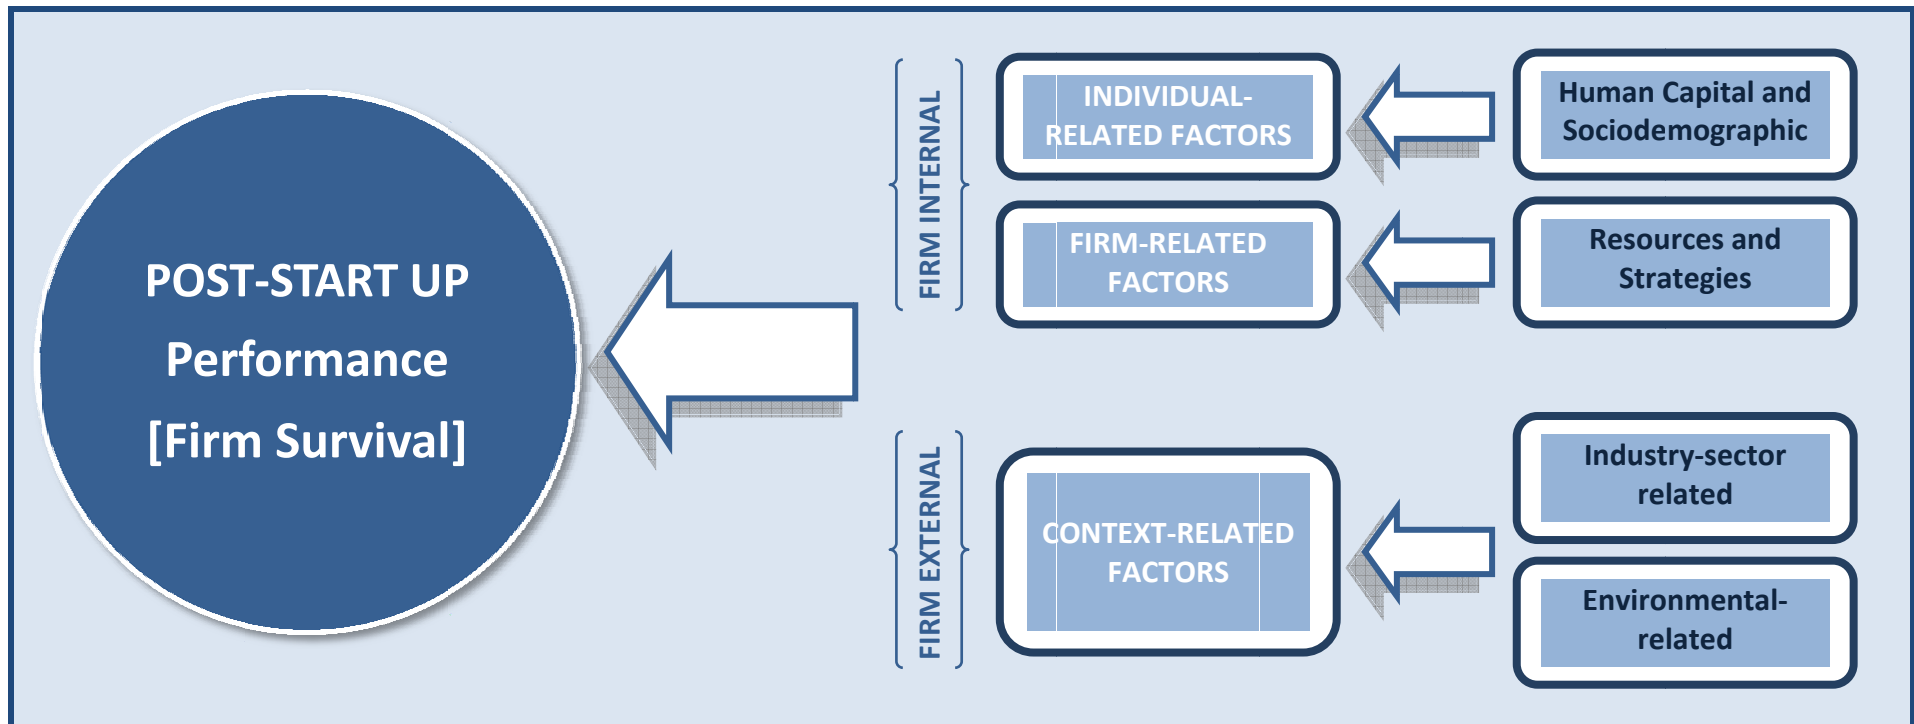 POST-START UP
Performance
[Firm Survival]
FIRM INTERNAL
INDIVIDUAL-
RELATED FACTORS
Human Capital and
Sociodemographic
FIRM-RELATED
FACTORS
Resources and
Strategies
FIRM EXTERNAL
CONTEXT-RELATED
FACTORS
Industry-sector
related
Environmental-
related